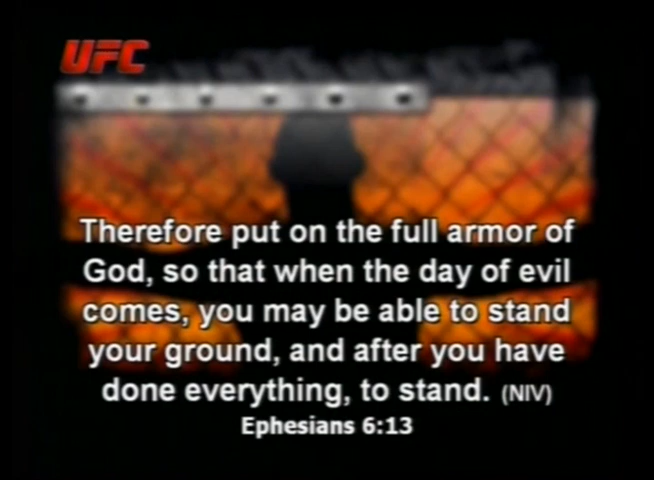 UFC
Therefore put on the full armor of
God, so that when the day of evil
comes, you may be able to stand
your ground, and after you have
done everything, to stand. (NIV)
Ephesians 6:13